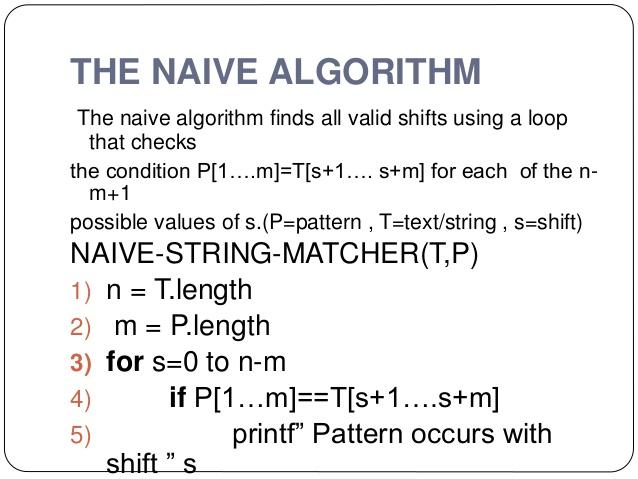 THE NAIVE ALGORITHM
The naive algorithm finds all valid shifts using a loop
that checks
the condition P[1….m]=T[s+1…. s+m] for each of the n-
m+1
possible values of s.(P=pattern , T=text/string , s=shift)
NAIVE-STRING-MATCHER(T,P)
1) n = T.length
2) m = P.length
3) for s=0 to n-m
4) if P[1…m]==T[s+1….s+m]
5) printf” Pattern occurs with
shift ” s